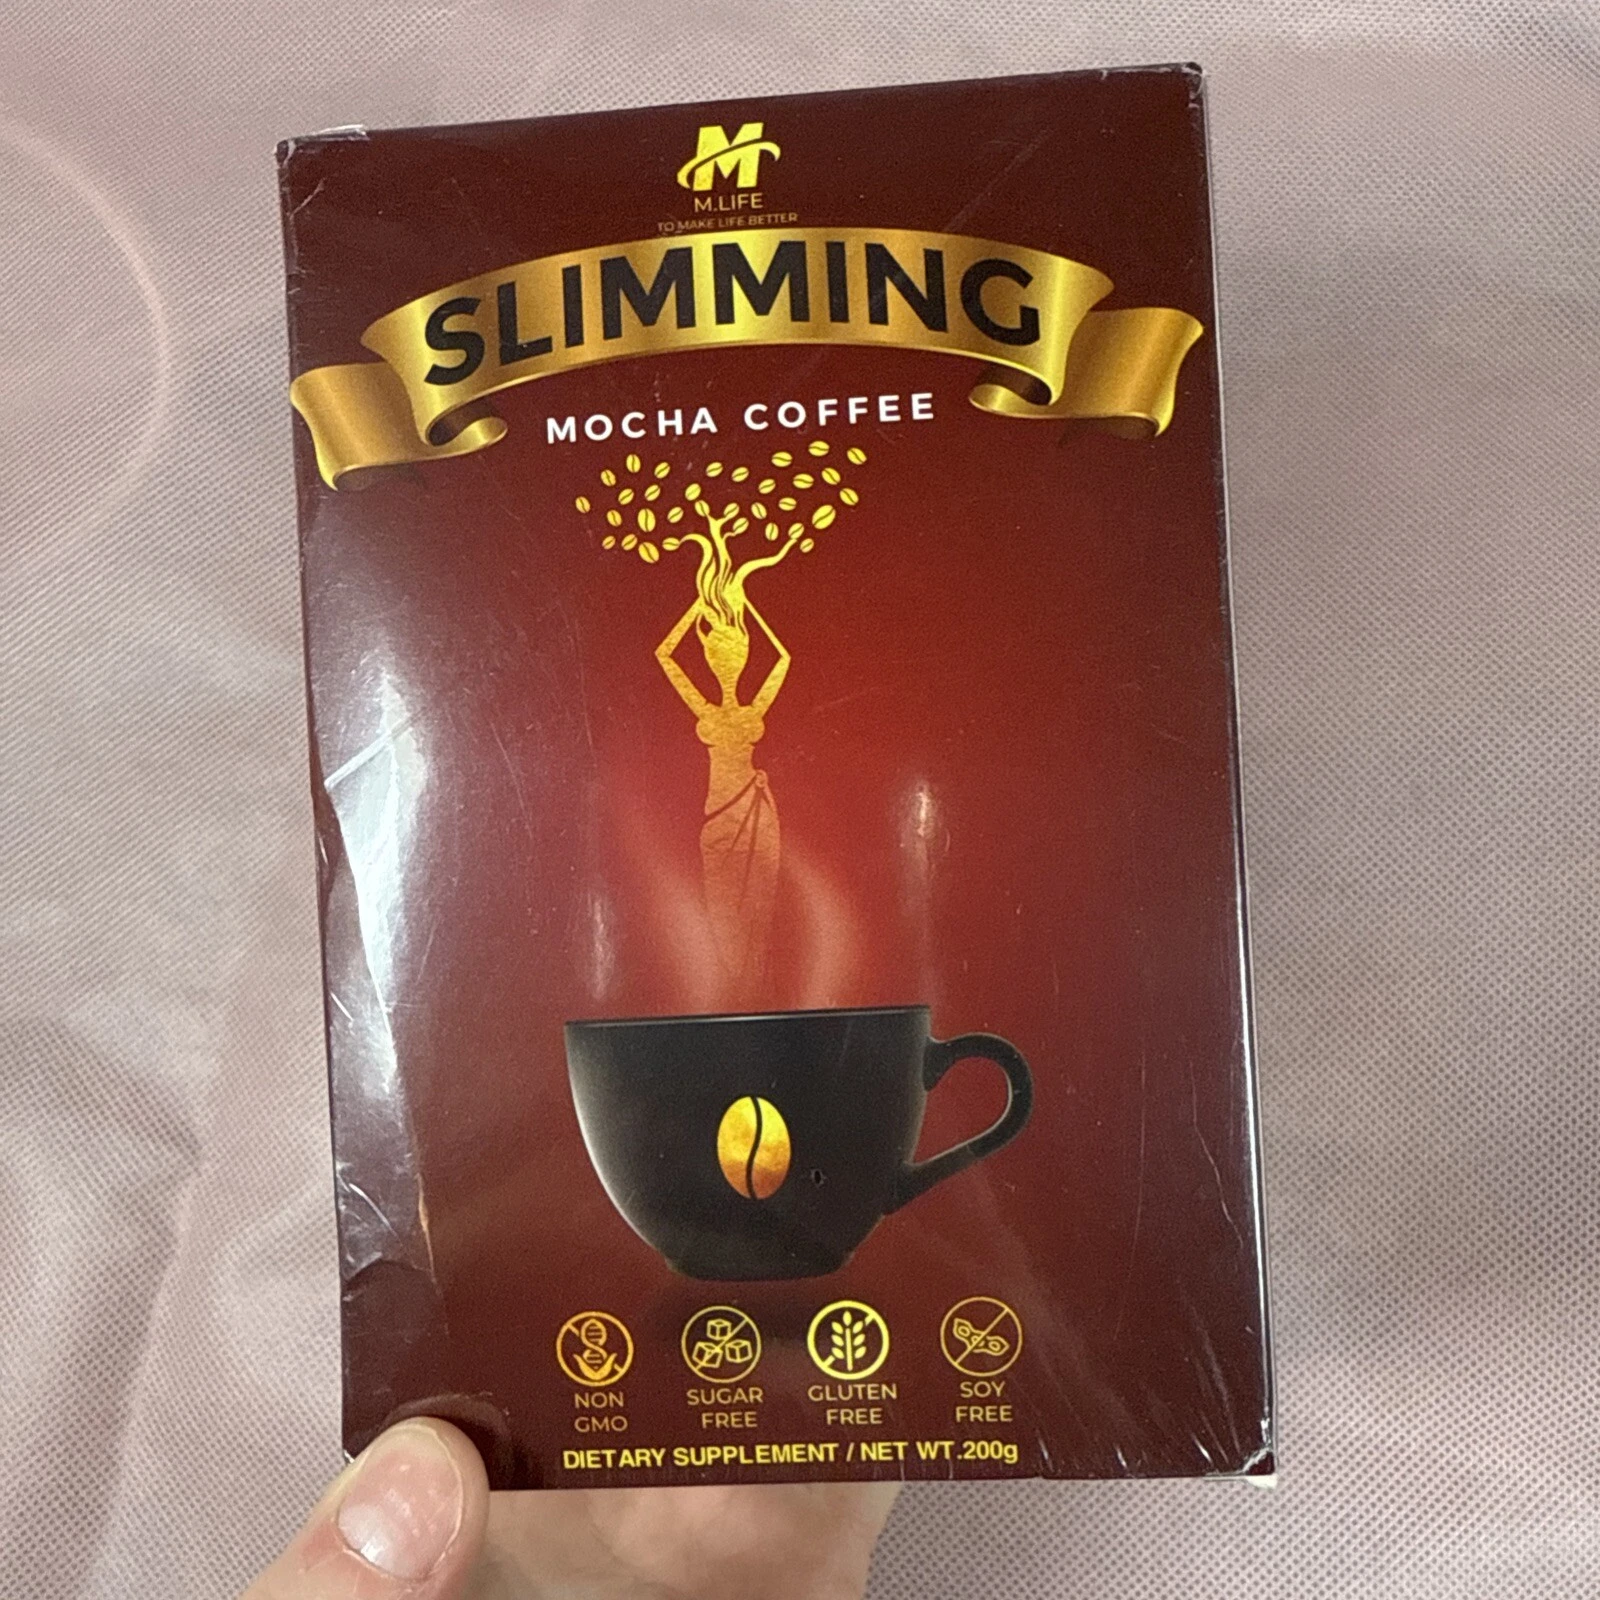 M
M.LIFE
TO MAKE LIFE BETTER
SLIMMING
MOCHA COFFEE
NON
GMO
SUGAR
FREE
GLUTEN
FREE
SOY
FREE
DIETARY SUPPLEMENT / NET WT.200g